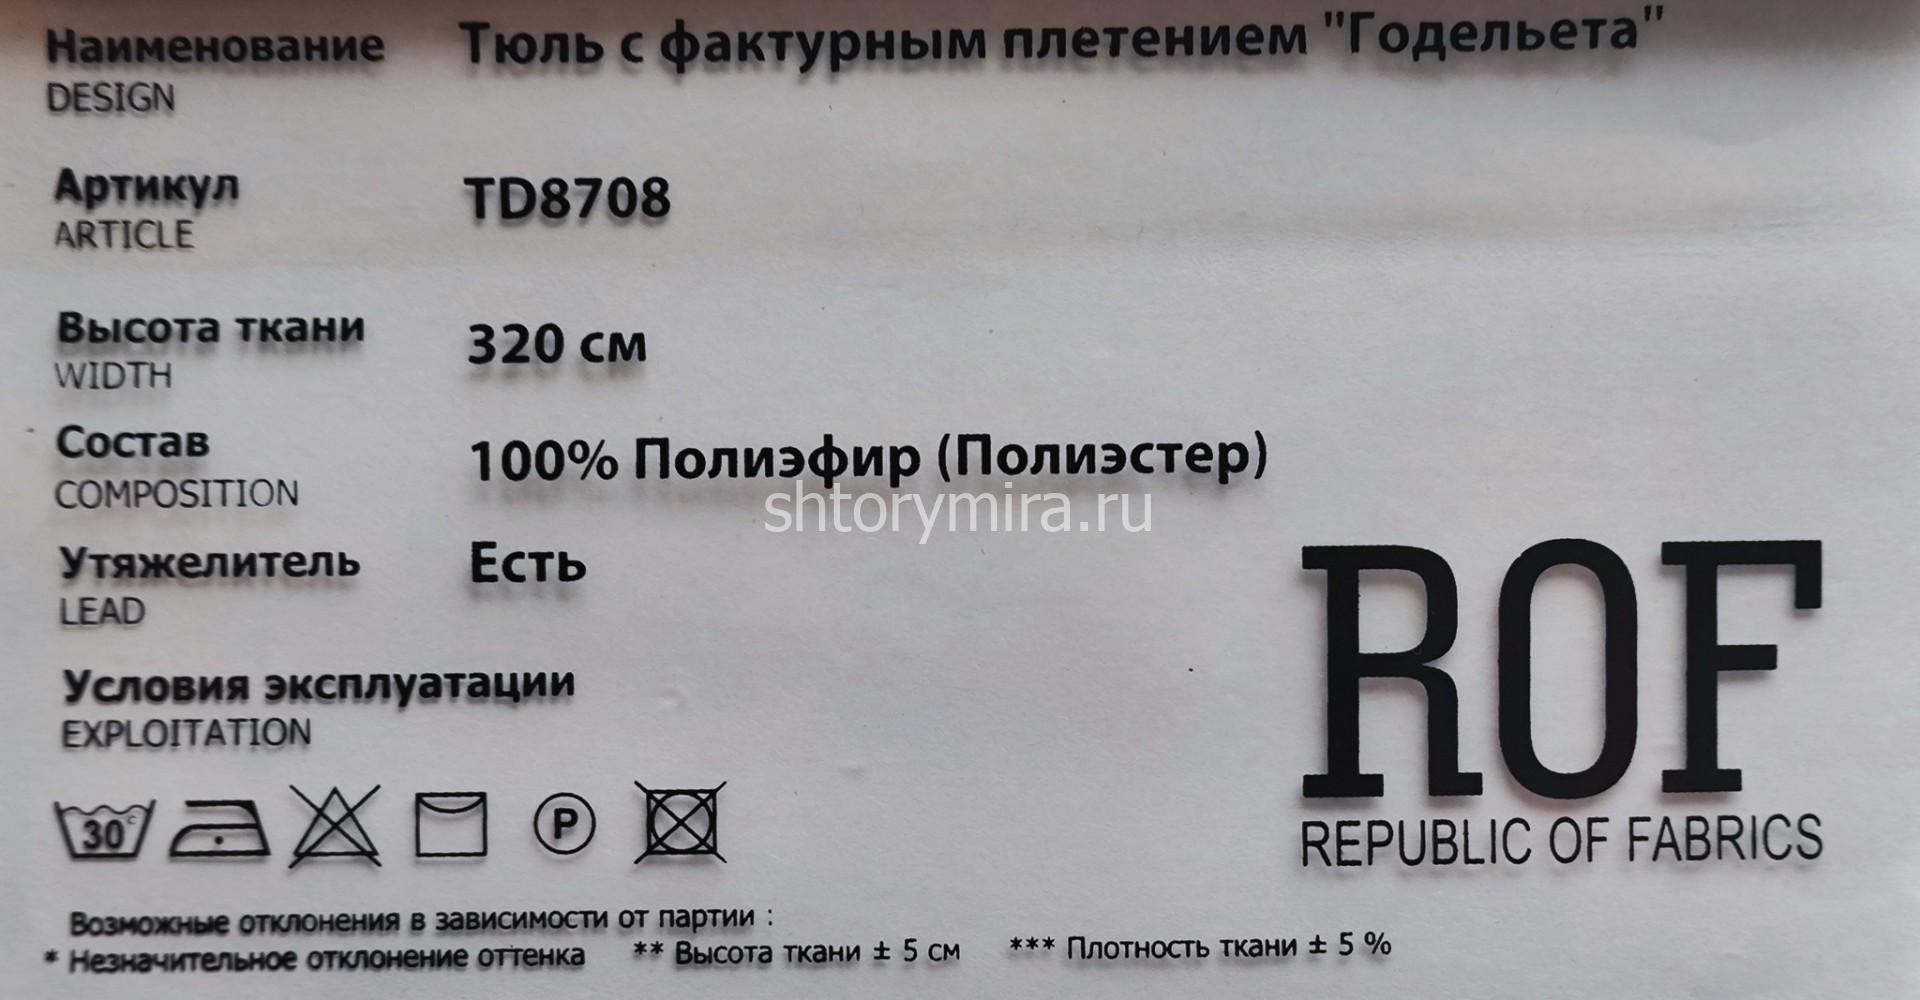 Наименование Тюль с фактурным плетением "Годельета"
DESIGN
Артикул TD8708
ARTICLE
Высота ткани 320 см
WIDTH
Состав 100% Полиэфир (Полиэстер)
COMPOSITION
shtorymira.ru
Утяжелитель Есть
LEAD
Условия эксплуатации
EXPLOITATION
30°C P
ROF
REPUBLIC OF FABRICS
Возможные отклонения в зависимости от партии :
* Незначительное отклонение оттенка ** Высота ткани ± 5 см *** Плотность ткани ± 5 %